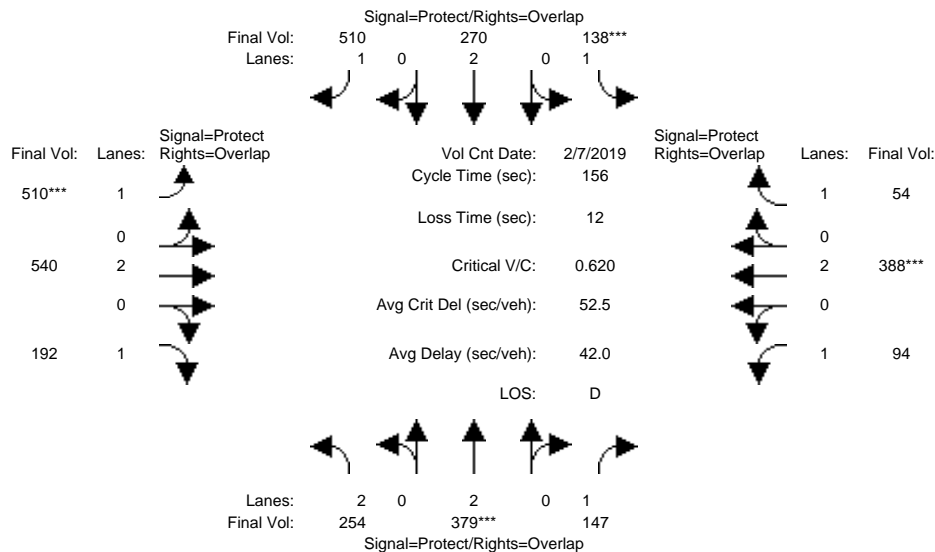 Signal=Protect/Rights=Overlap
Final Vol: 510 270 138***
Lanes: 1 0 2 0 1
Signal=Protect
Final Vol: Lanes: Rights=Overlap
Vol Cnt Date: 2/7/2019
Signal=Protect
Rights=Overlap Lanes: Final Vol:
Cycle Time (sec): 156
510*** 1
1 54
Loss Time (sec): 12
0
0
540 2
Critical V/C: 0.620
2 388***
0
Avg Crit Del (sec/veh): 52.5
0
192 1
Avg Delay (sec/veh): 42.0
1 94
LOS: D
Lanes: 2 0 2 0 1
Final Vol: 254 379*** 147
Signal=Protect/Rights=Overlap